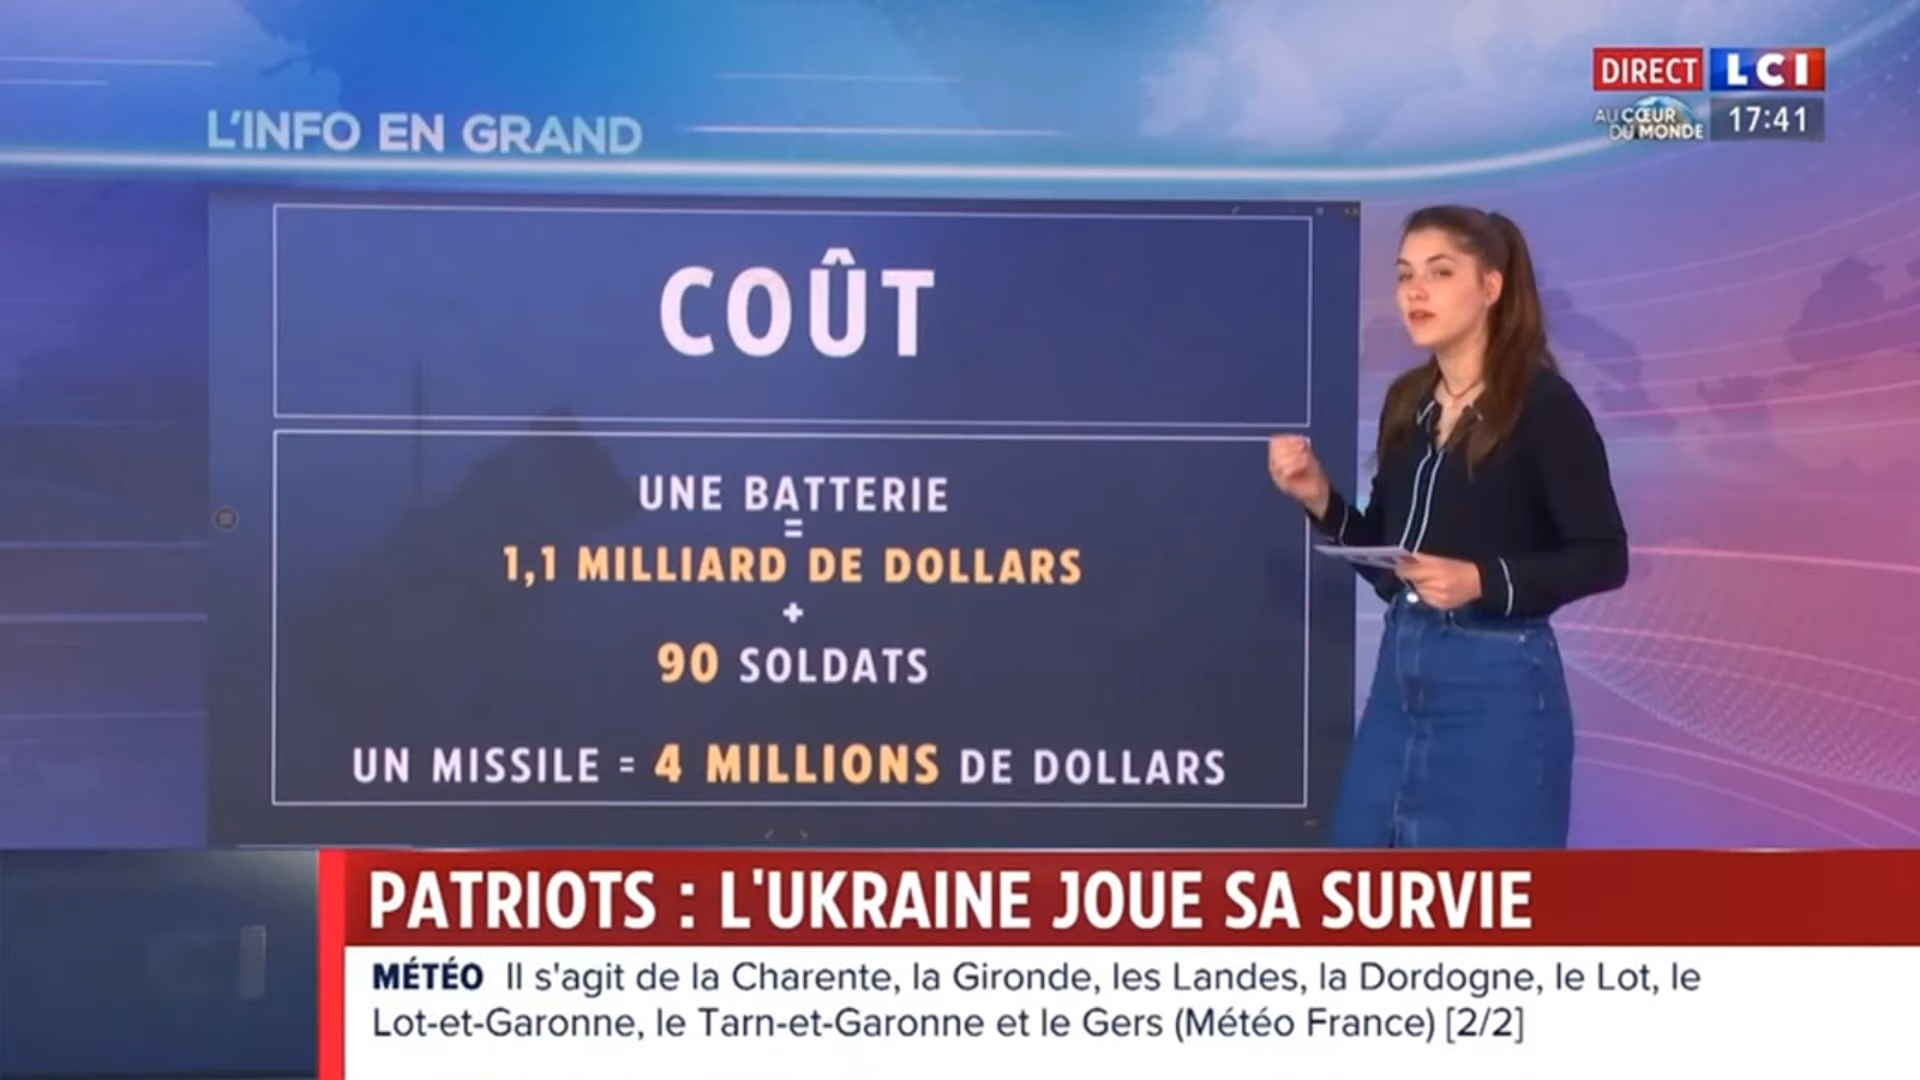 DIRECT LCI
AU CŒUR
DU MONDE
17:41
L'INFO EN GRAND
COÛT
UNE BATTERIE
=
1,1 MILLIARD DE DOLLARS
+
90 SOLDATS
UN MISSILE = 4 MILLIONS DE DOLLARS
PATRIOTS : L'UKRAINE JOUE SA SURVIE
MÉTÉO Il s'agit de la Charente, la Gironde, les Landes, la Dordogne, le Lot, le
Lot-et-Garonne, le Tarn-et-Garonne et le Gers (Météo France) [2/2]